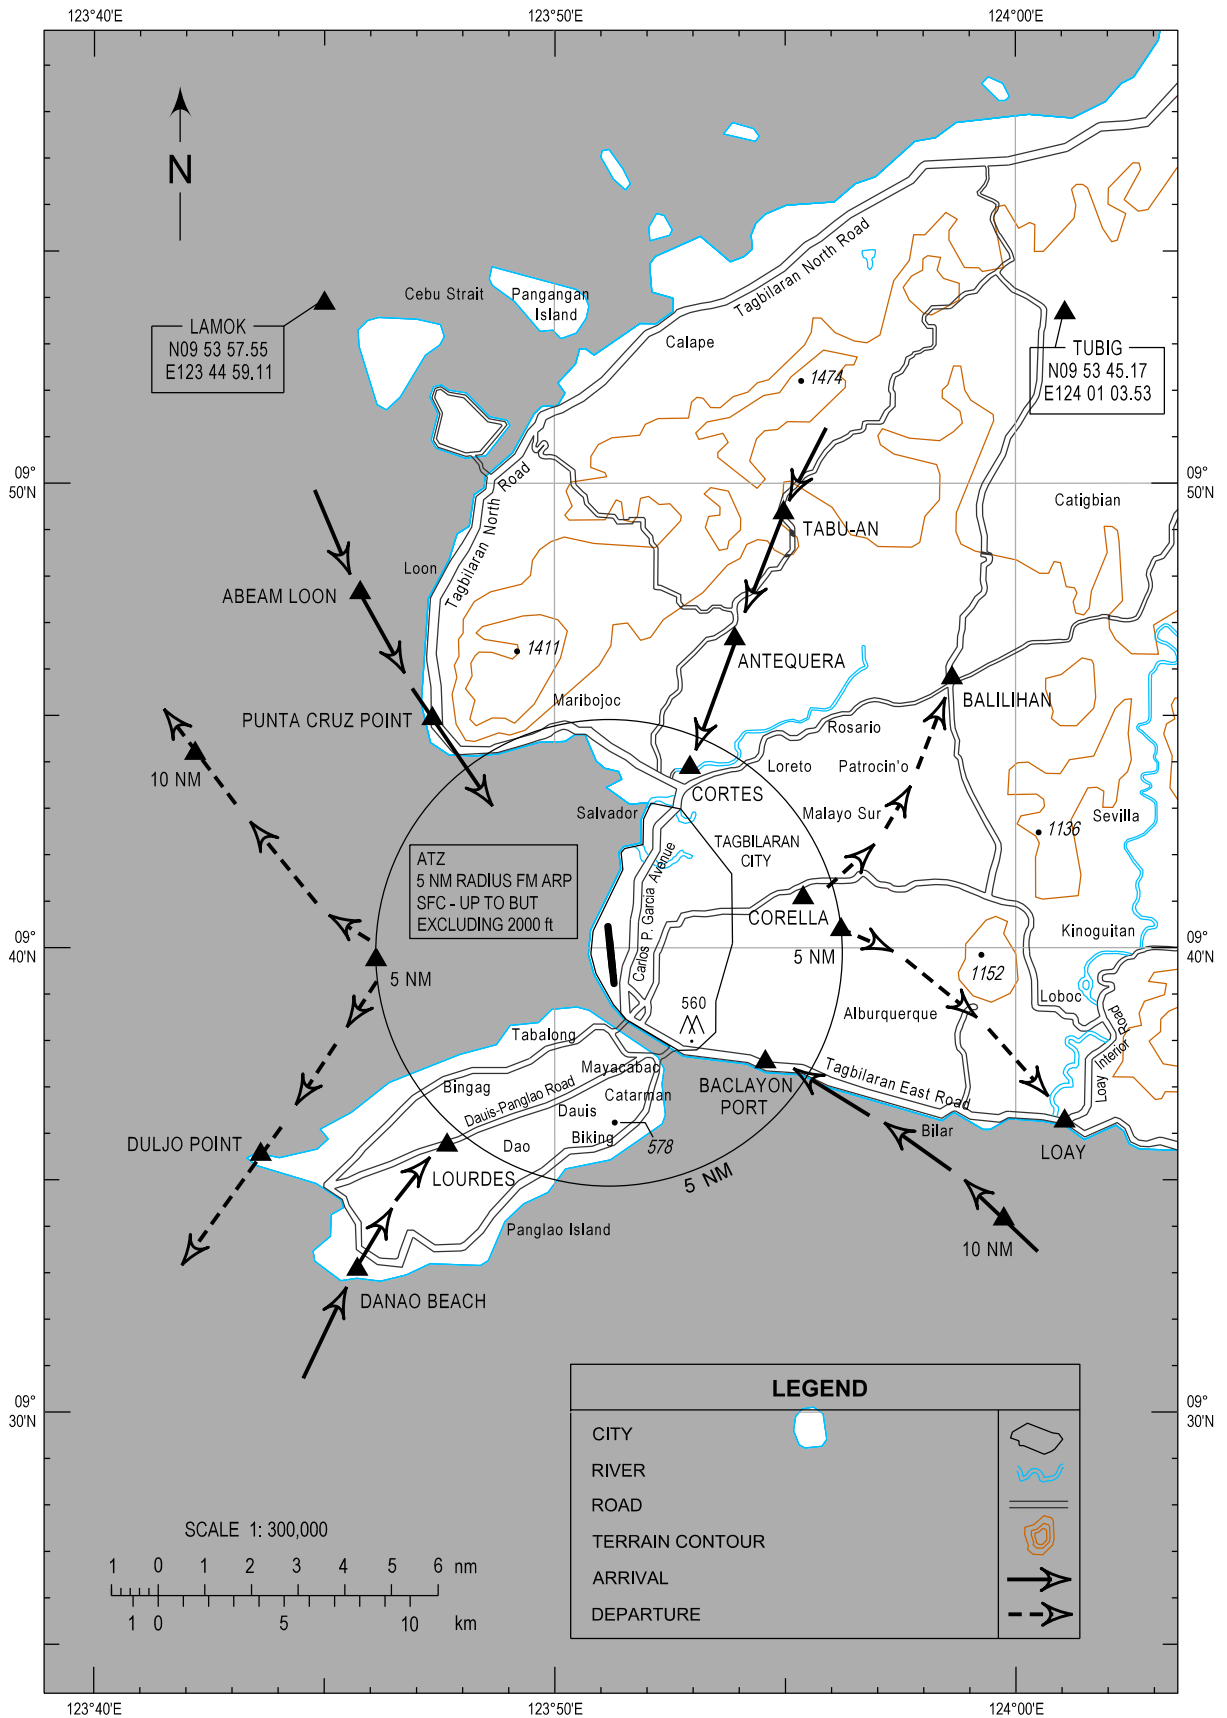 123°40'E
123°50'E
124°00'E
N
Cebu Strait
Pangangan
Island
Tagbilaran North Road
LAMOK
N09 53 57.55
E123 44 59.11
TUBIG
N09 53 45.17
E124 01 03.53
Calape
1474
09°
50'N
09°
50'N
Catigbian
Tagbilaran North Road
TABU-AN
Loon
ABEAM LOON
1411
ANTEQUERA
BALILIHAN
Maribojoc
PUNTA CRUZ POINT
Rosario
10 NM
Loreto
Patrocin'o
CORTES
Salvador
Malayo Sur
Sevilla
1136
TAGBILARAN
CITY
ATZ
5 NM RADIUS FM ARP
SFC - UP TO BUT
EXCLUDING 2000 ft
Carlos P. Garcia Avenue
CORELLA
Kinoguitan
09°
40'N
09°
40'N
5 NM
5 NM
1152
560
Loboc
Alburquerque
Loay Interior Road
Tabalong
Mayacabac
Bingag
Dauis-Panglao Road
Catarman
BACLAYON
PORT
Tagbilaran East Road
Dauis
Biking
578
Bilar
DULJO POINT
Dao
LOAY
LOURDES
5 NM
Panglao Island
10 NM
DANAO BEACH
LEGEND
09°
30'N
09°
30'N
CITY
RIVER
ROAD
TERRAIN CONTOUR
ARRIVAL
DEPARTURE
SCALE 1: 300,000
1 0 1 2 3 4 5 6 nm
1 0 5 10 km
123°40'E
123°50'E
124°00'E